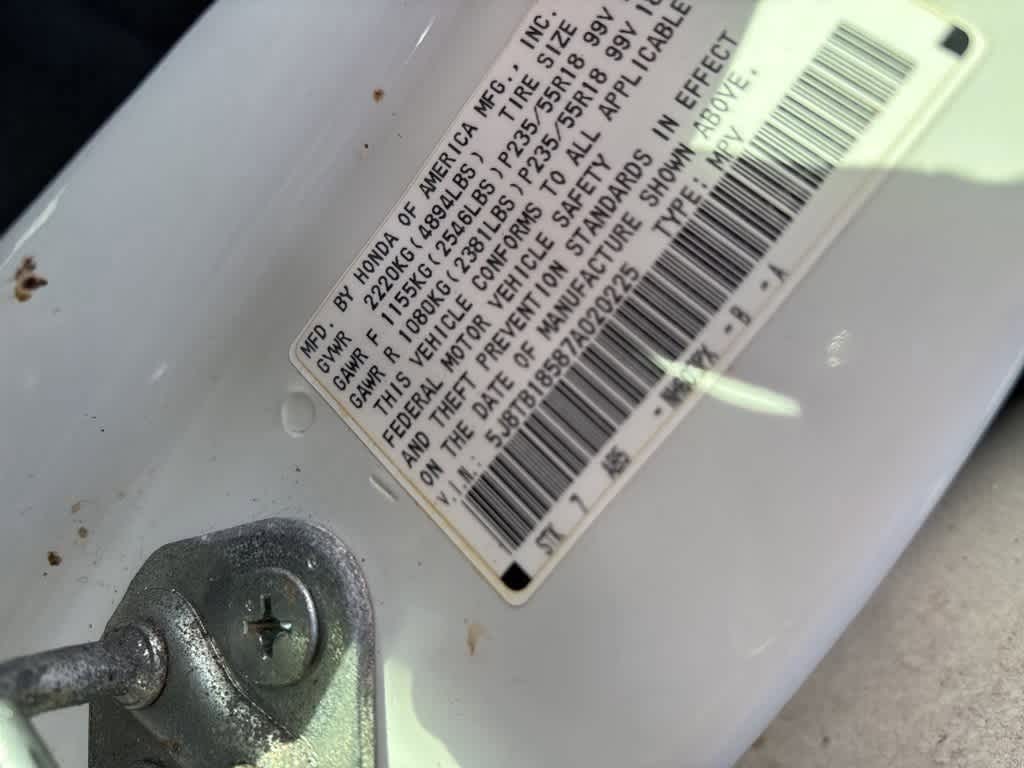 MFD. BY HONDA OF AMERICA MFG., INC.
GVWR 2220KG(4894LBS) TIRE SIZE
GAWR F 1155KG(2546LBS)P235/55R18 99V
GAWR R 1080KG(2381LBS)P235/55R18 99V 18
THIS VEHICLE CONFORMS TO ALL APPLICABLE
FEDERAL MOTOR VEHICLE SAFETY
AND THEFT PREVENTION STANDARDS IN EFFECT
ON THE DATE OF MANUFACTURE SHOWN ABOVE.
V.I.N.: 5J8TB18587A020225 TYPE: MPV
STK 7 A05 - - B - A